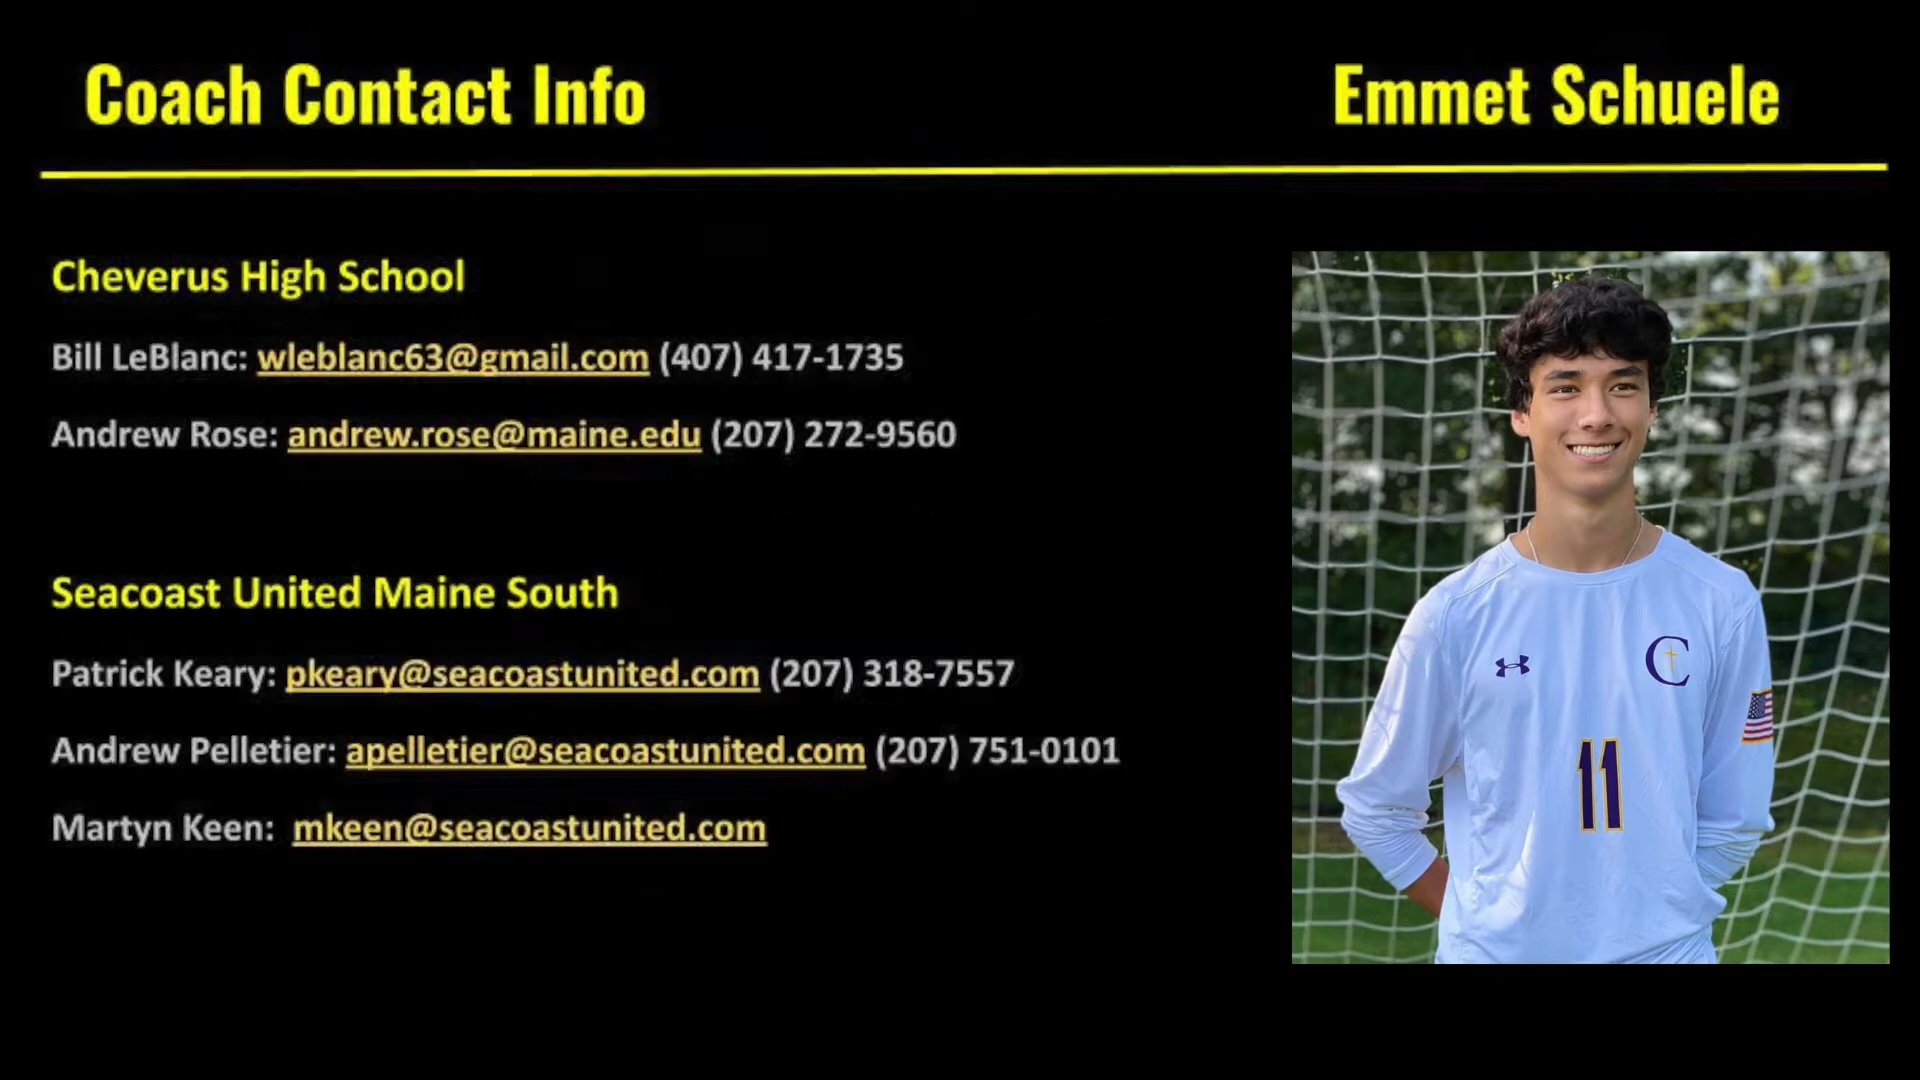 Coach Contact Info
Emmet Schuele
Cheverus High School
Bill LeBlanc: wleblanc63@gmail.com (407) 417-1735
Andrew Rose: andrew.rose@maine.edu (207) 272-9560
Seacoast United Maine South
Patrick Keary: pkeary@seacoastunited.com (207) 318-7557
Andrew Pelletier: apelletier@seacoastunited.com (207) 751-0101
Martyn Keen: mkeen@seacoastunited.com
C
11